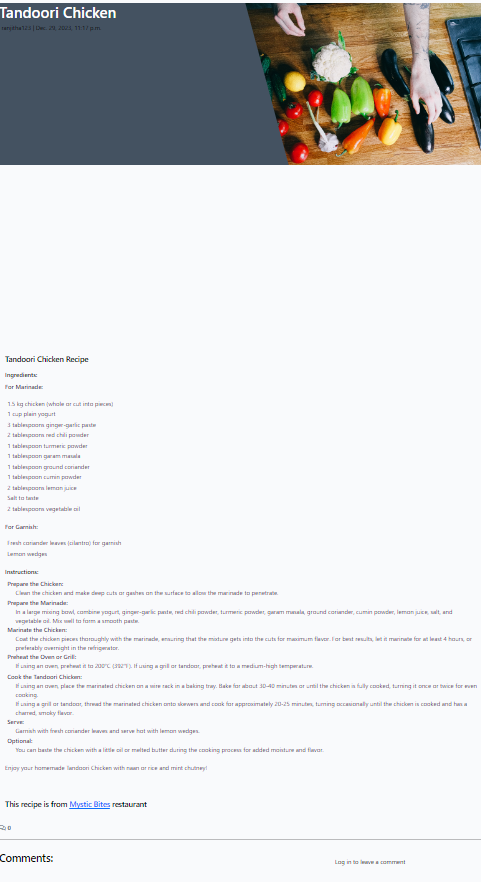 Tandoori Chicken
sanjitha123 | Dec. 29, 2023, 11:17 p.m.
Tandoori Chicken Recipe
Ingredients:
For Marinade:
1.5 kg chicken (whole or cut into pieces)
1 cup plain yogurt
3 tablespoons ginger-garlic paste
2 tablespoons red chili powder
1 teaspoon turmeric powder
1 tablespoon garam masala
1 tablespoon ground coriander
1 tablespoon cumin powder
2 tablespoons lemon juice
Salt to taste
2 tablespoons vegetable oil
For Garnish:
Fresh coriander leaves (cilantro) for garnish
Lemon wedges
Instructions:
Prepare the Chicken:
Clean the chicken and make deep cuts or gashes on the surface to allow the marinade to penetrate.
Prepare the Marinade:
In a large mixing bowl, combine yogurt, ginger-garlic paste, red chili powder, turmeric powder, garam masala, ground coriander, cumin powder, lemon juice, salt, and
vegetable oil. Mix well to form a smooth paste.
Marinate the Chicken:
Coat the chicken pieces thoroughly with the marinade, ensuring that the mixture gets into the cuts for maximum flavor. For best results, let it marinate for at least 4 hours, or
preferably overnight in the refrigerator.
Preheat the Oven or Grill:
If using an oven, preheat it to 200°C (392°F). If using a grill or tandoor, preheat it to a medium-high temperature.
Cook the Tandoori Chicken:
If using an oven, place the marinated chicken on a wire rack in a baking tray. Bake for about 30-40 minutes or until the chicken is fully cooked, turning it once or twice for even
cooking.
If using a grill or tandoor, thread the marinated chicken onto skewers and cook for approximately 20-25 minutes, turning occasionally until the chicken is cooked and has a
charred, smoky flavor.
Serve:
Garnish with fresh coriander leaves and serve hot with lemon wedges.
Optional:
You can baste the chicken with a little oil or melted butter during the cooking process for added moisture and flavor.
Enjoy your homemade Tandoori Chicken with naan or rice and mint chutney!
This recipe is from Mystic Bites restaurant
0
Comments:
Log in to leave a comment